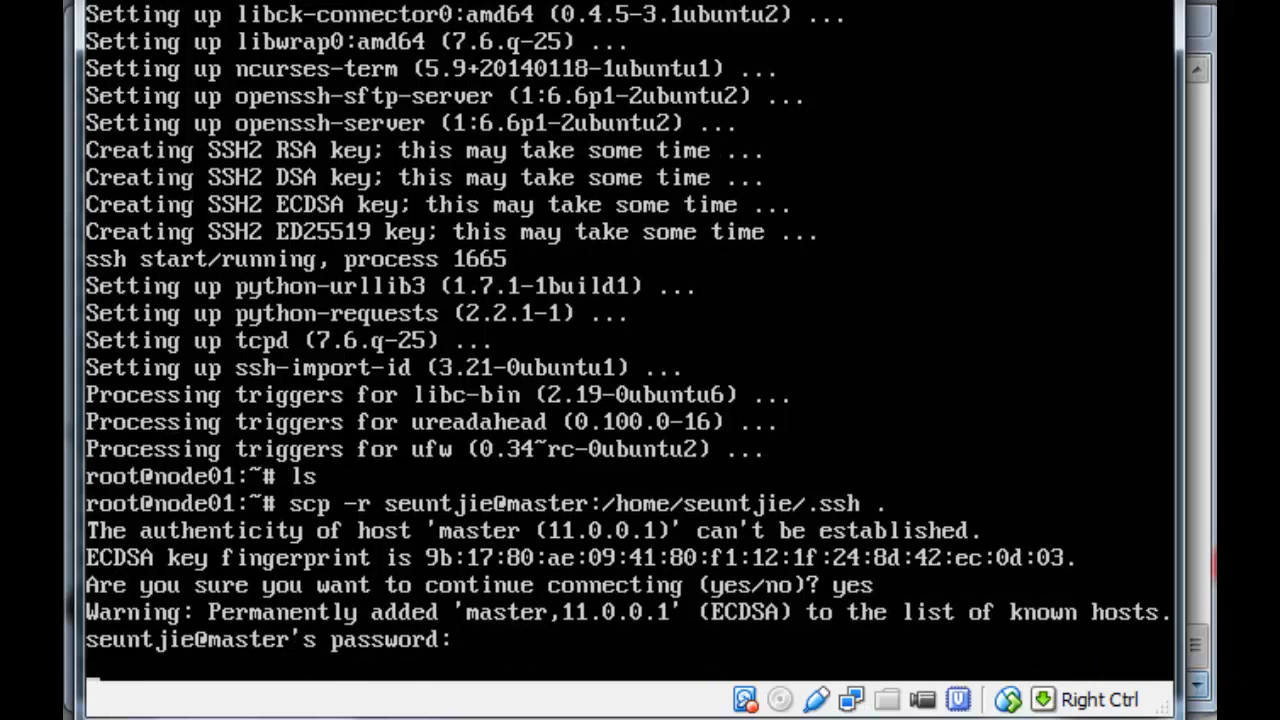 Setting up libck-connector0:amd64 (0.4.5-3.1ubuntu2) ...
Setting up libwrap0:amd64 (7.6.q-25) ...
Setting up ncurses-term (5.9+20140118-1ubuntu1) ...
Setting up openssh-sftp-server (1:6.6p1-2ubuntu2) ...
Setting up openssh-server (1:6.6p1-2ubuntu2) ...
Creating SSH2 RSA key; this may take some time ...
Creating SSH2 DSA key; this may take some time ...
Creating SSH2 ECDSA key; this may take some time ...
Creating SSH2 ED25519 key; this may take some time ...
ssh start/running, process 1665
Setting up python-urllib3 (1.7.1-1build1) ...
Setting up python-requests (2.2.1-1) ...
Setting up tcpd (7.6.q-25) ...
Setting up ssh-import-id (3.21-0ubuntu1) ...
Processing triggers for libc-bin (2.19-0ubuntu6) ...
Processing triggers for ureadahead (0.100.0-16) ...
Processing triggers for ufw (0.34~rc-0ubuntu2) ...
root@node01:~# ls
root@node01:~# scp -r seuntjie@master:/home/seuntjie/.ssh .
The authenticity of host 'master (11.0.0.1)' can't be established.
ECDSA key fingerprint is 9b:17:80:ae:09:41:80:f1:12:1f:24:8d:42:ec:0d:03.
Are you sure you want to continue connecting (yes/no)? yes
Warning: Permanently added 'master,11.0.0.1' (ECDSA) to the list of known hosts.
seuntjie@master's password:
Right Ctrl